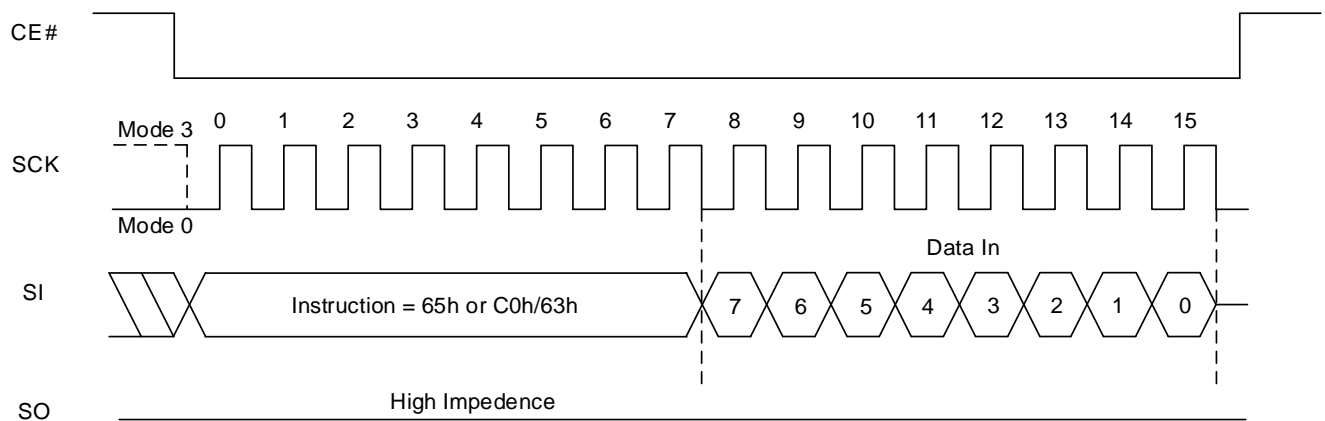 CE#
Mode 3
0 1 2 3 4 5 6 7 8 9 10 11 12 13 14 15
SCK
Mode 0
Data In
SI
Instruction = 65h or C0h/63h
7 6 5 4 3 2 1 0
High Impedence
SO